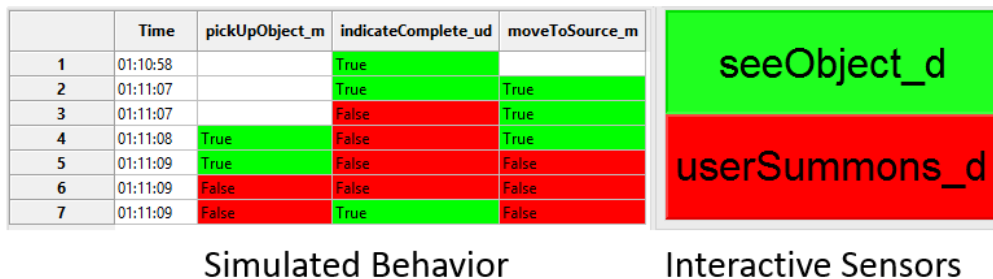 Time pickUpObject_m indicateComplete_ud moveToSource_m
1 01:10:58 True
2 01:11:07 True True
3 01:11:07 False True
4 01:11:08 True False True
5 01:11:09 True False False
6 01:11:09 False False False
7 01:11:09 False True False
seeObject_d
userSummons_d
Simulated Behavior
Interactive Sensors